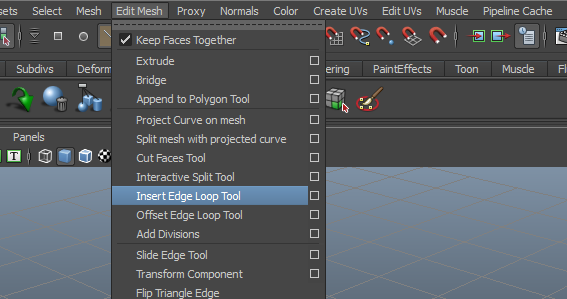 sets Select Mesh Edit Mesh Proxy Normals Color Create UVs Edit UVs Muscle Pipeline Cache
Keep Faces Together
Extrude
Bridge
Append to Polygon Tool
Project Curve on mesh
Split mesh with projected curve
Cut Faces Tool
Interactive Split Tool
Insert Edge Loop Tool
Offset Edge Loop Tool
Add Divisions
Slide Edge Tool
Transform Component
Flip Triangle Edge
Subdivs Deform ering PaintEffects Toon Muscle Fl
Panels
T